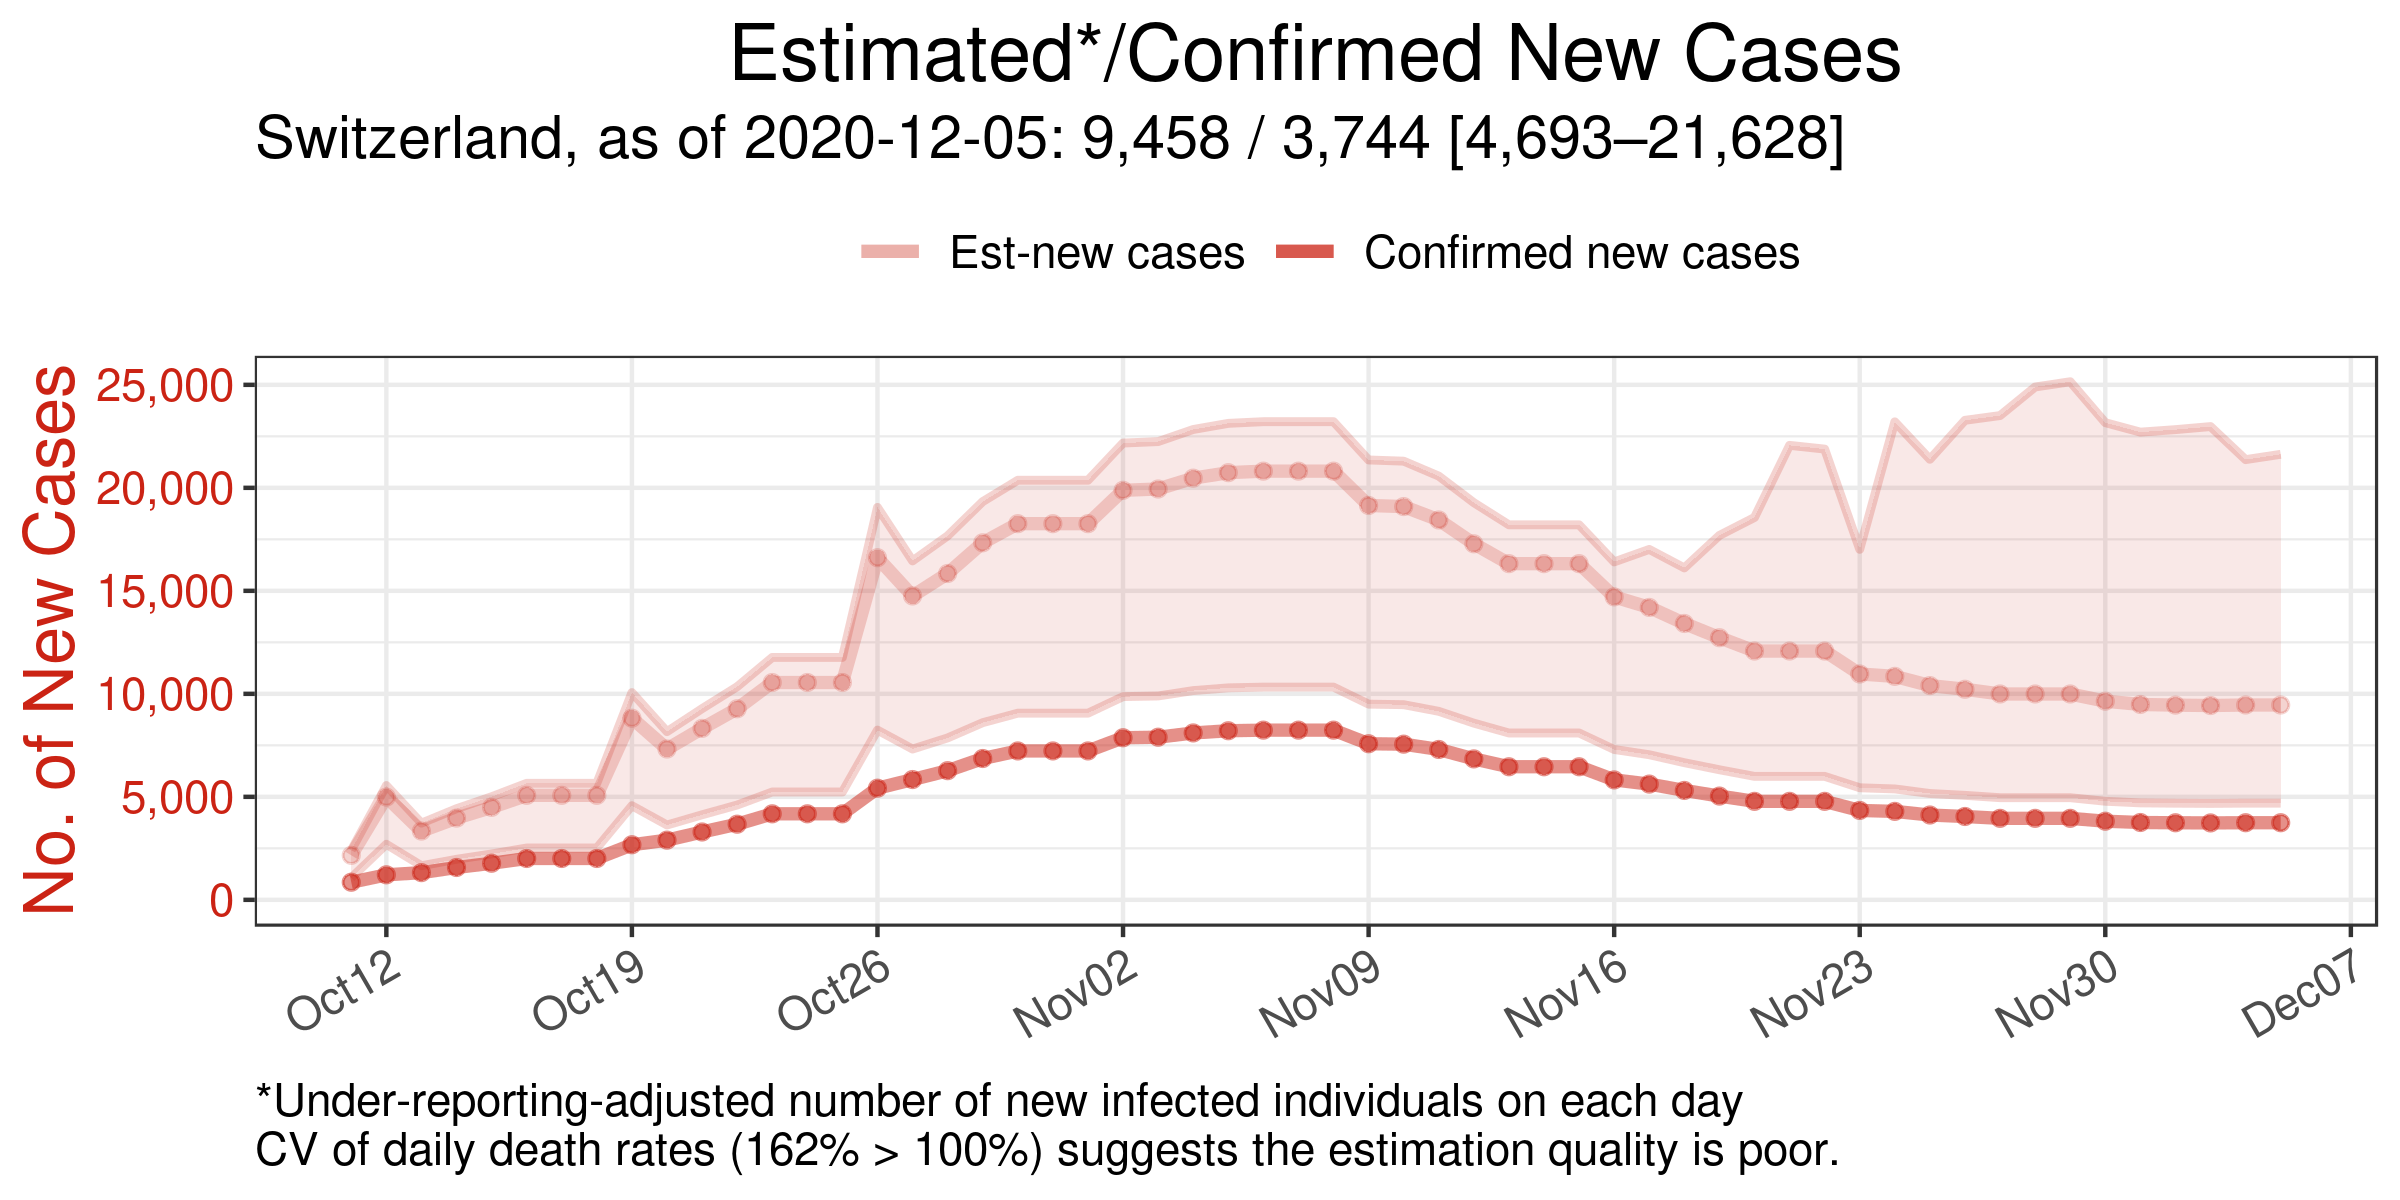 Estimated*/Confirmed New Cases
Switzerland, as of 2020-12-05: 9,458 / 3,744 [4,693–21,628]
Est-new cases
Confirmed new cases
No. of New Cases
25,000
20,000
15,000
10,000
5,000
0
Oct12
Oct19
Oct26
Nov02
Nov09
Nov16
Nov23
Nov30
Dec07
*Under-reporting-adjusted number of new infected individuals on each day
CV of daily death rates (162% > 100%) suggests the estimation quality is poor.